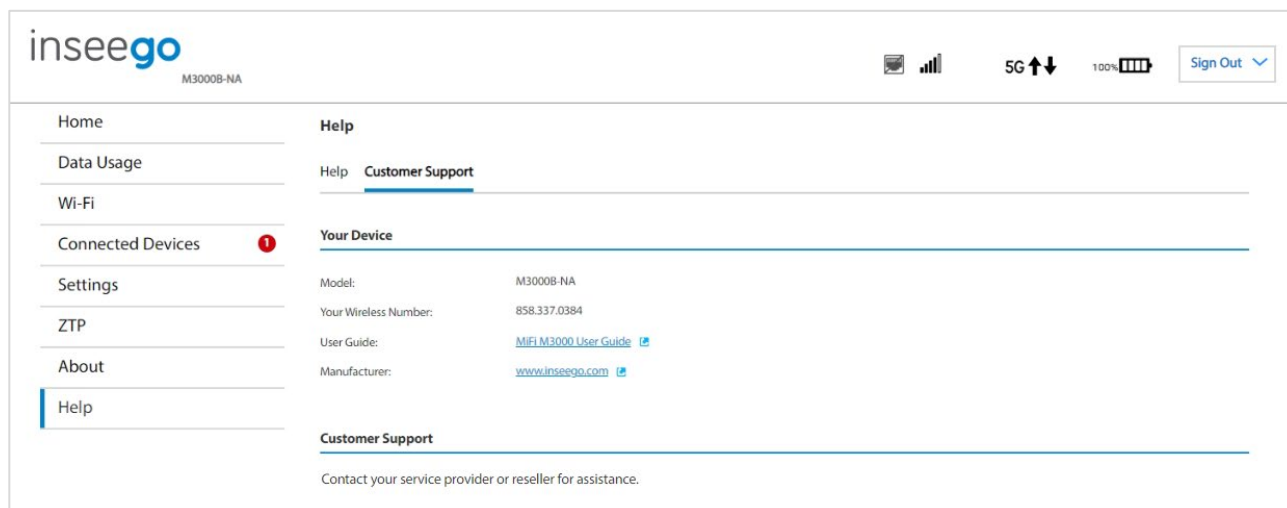 inseego
M3000B-NA
5G
100%
Sign Out
Home
Data Usage
Wi-Fi
Connected Devices 1
Settings
ZTP
About
Help
Help
Help Customer Support
Your Device
Model: M3000B-NA
Your Wireless Number: 858.337.0384
User Guide: MiFi M3000 User Guide
Manufacturer: www.inseego.com
Customer Support
Contact your service provider or reseller for assistance.